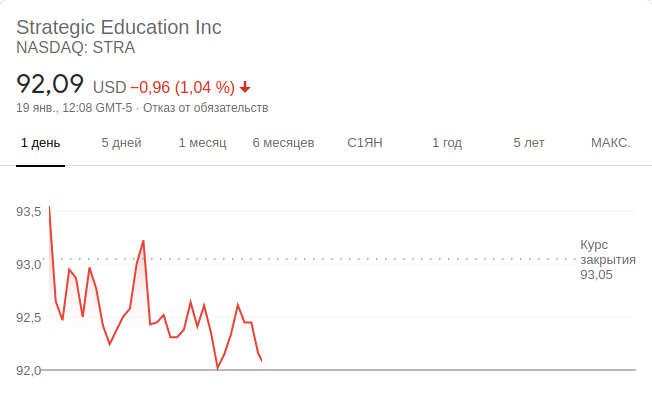 Strategic Education Inc
NASDAQ: STRA
92,09 USD −0,96 (1,04 %)
19 янв., 12:08 GMT-5 · Отказ от обязательств
1 день 5 дней 1 месяц 6 месяцев С1ЯН 1 год 5 лет МАКС.
93,5
Курс
93,0 закрытия
93,05
92,5
92,0